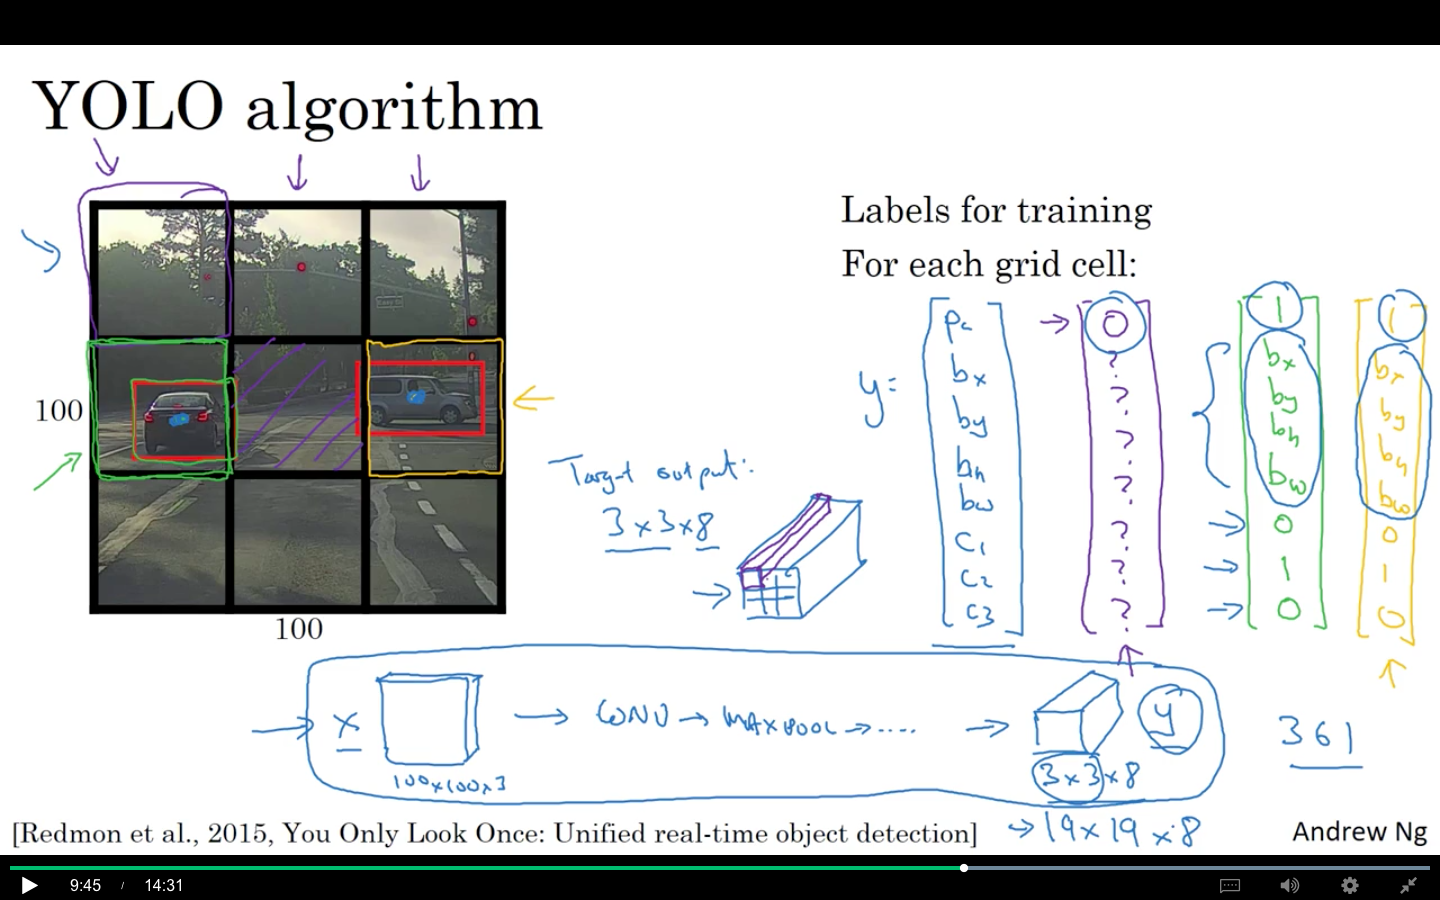 YOLO algorithm
100
100
Target output:
3x3x8
Labels for training
For each grid cell:
y=
Pc
bx
by
bh
bw
C1
C2
C3
0
?
?
?
?
?
?
?
1
bx
by
bh
bw
0
1
0
1
bx
by
bh
bw
0
1
0
x
100x100x3
→ CONV → MAXPOOL → ....
3x3x8
y
361
→ 19x19x8
[Redmon et al., 2015, You Only Look Once: Unified real-time object detection]
Andrew Ng
9:45 / 14:31